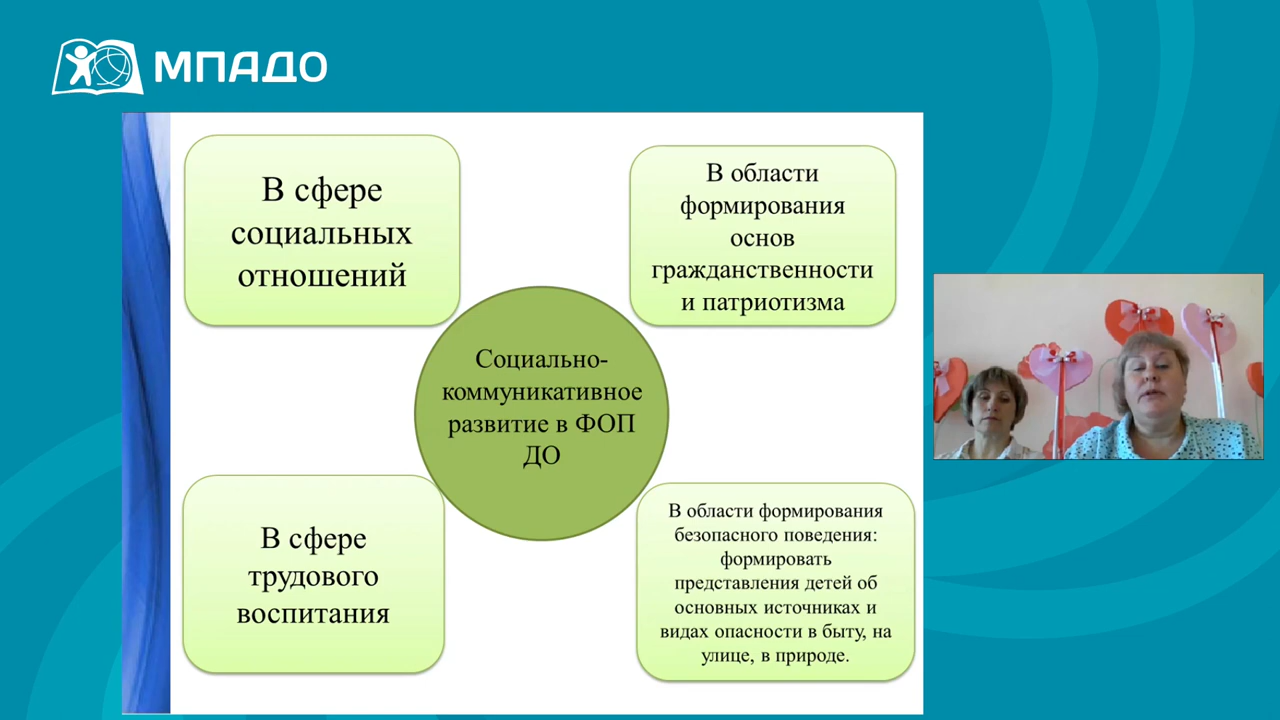 МПАДО
В сфере
социальных
отношений
В области
формирования
основ
гражданственности
и патриотизма
Социально-
коммуникативное
развитие в ФОП
ДО
В сфере
трудового
воспитания
В области формирования
безопасного поведения:
формировать
представления детей об
основных источниках и
видах опасности в быту, на
улице, в природе.